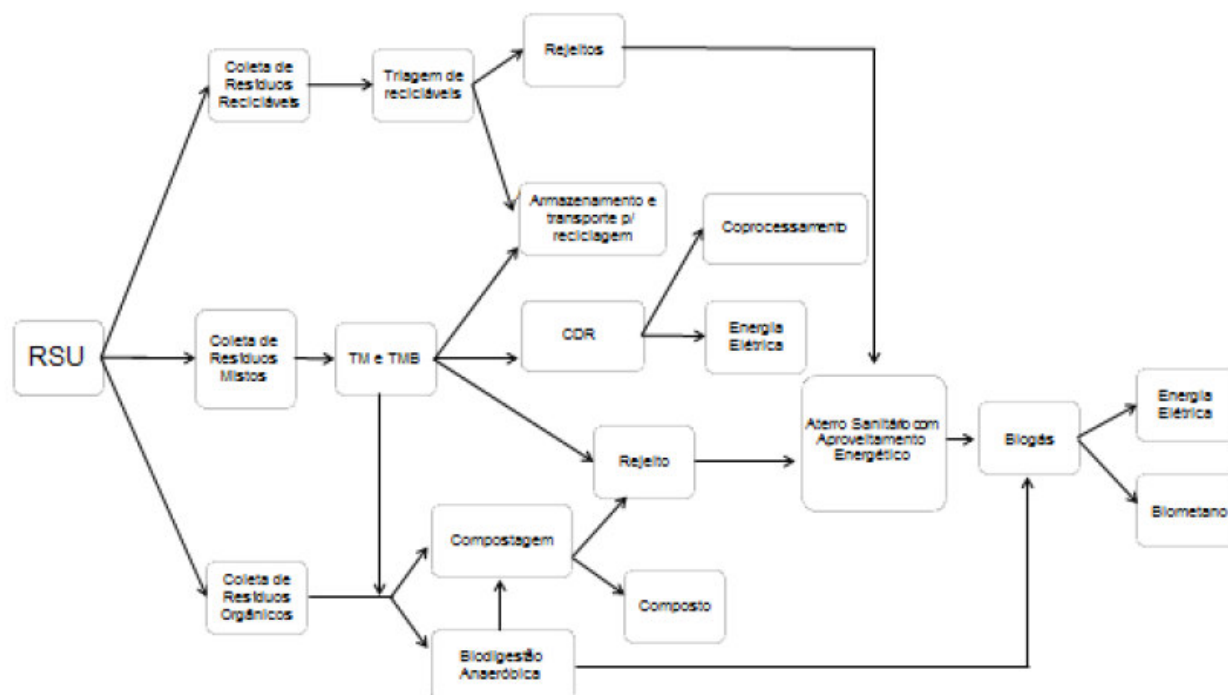 Rejeitos
Coleta de
Resíduos
Recicláveis
Triagem de
recicláveis
Armazenamento e
transporte p/
reciclagem
Coprocessamento
RSU
Coleta de
Resíduos
Mistos
TM e TMB
CDR
Energia
Elétrica
Aterro Sanitário com
Aproveitamento
Energético
Biogás
Energia
Elétrica
Rejeito
Biometano
Compostagem
Coleta de
Resíduos
Orgânicos
Composto
Biodigestão
Anaeróbica